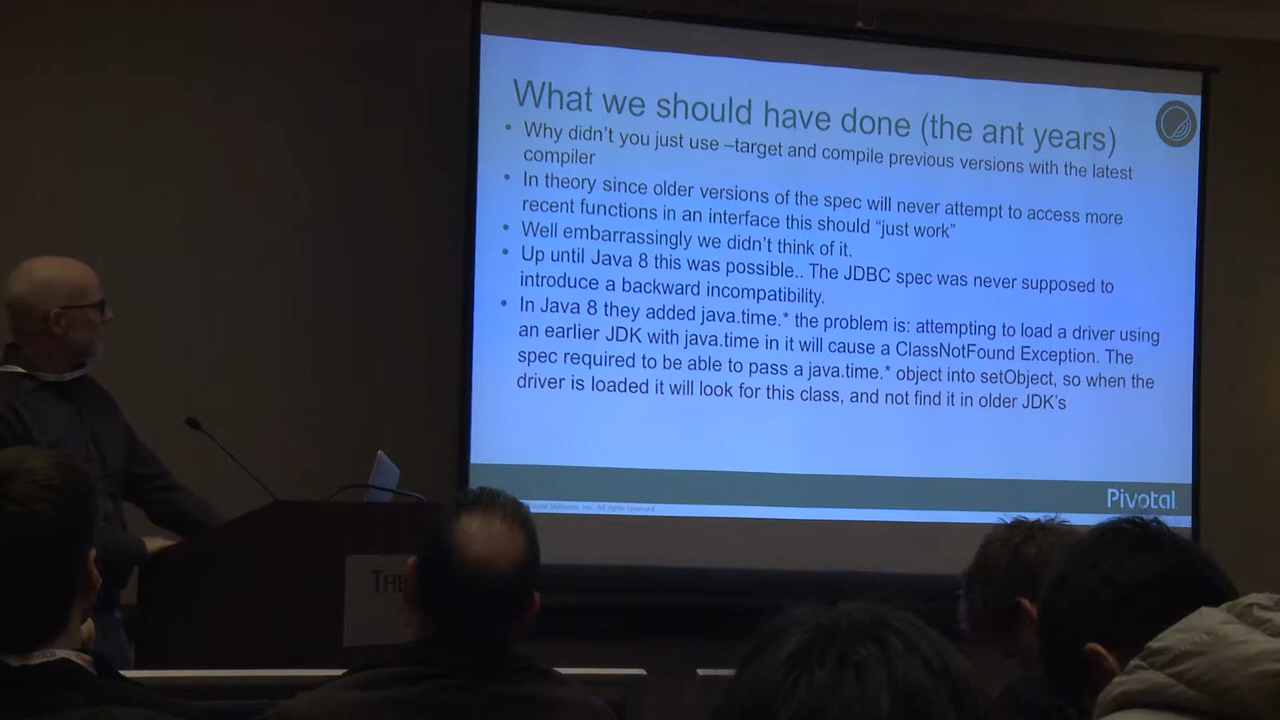 What we should have done (the ant years)
• Why didn't you just use –target and compile previous versions with the latest
compiler
• In theory since older versions of the spec will never attempt to access more
recent functions in an interface this should "just work"
• Well embarrassingly we didn't think of it.
• Up until Java 8 this was possible.. The JDBC spec was never supposed to
introduce a backward incompatibility.
• In Java 8 they added java.time.* the problem is: attempting to load a driver using
an earlier JDK with java.time in it will cause a ClassNotFound Exception. The
spec required to be able to pass a java.time.* object into setObject, so when the
driver is loaded it will look for this class, and not find it in older JDK's
Software, Inc. All rights reserved
Pivotal
THE